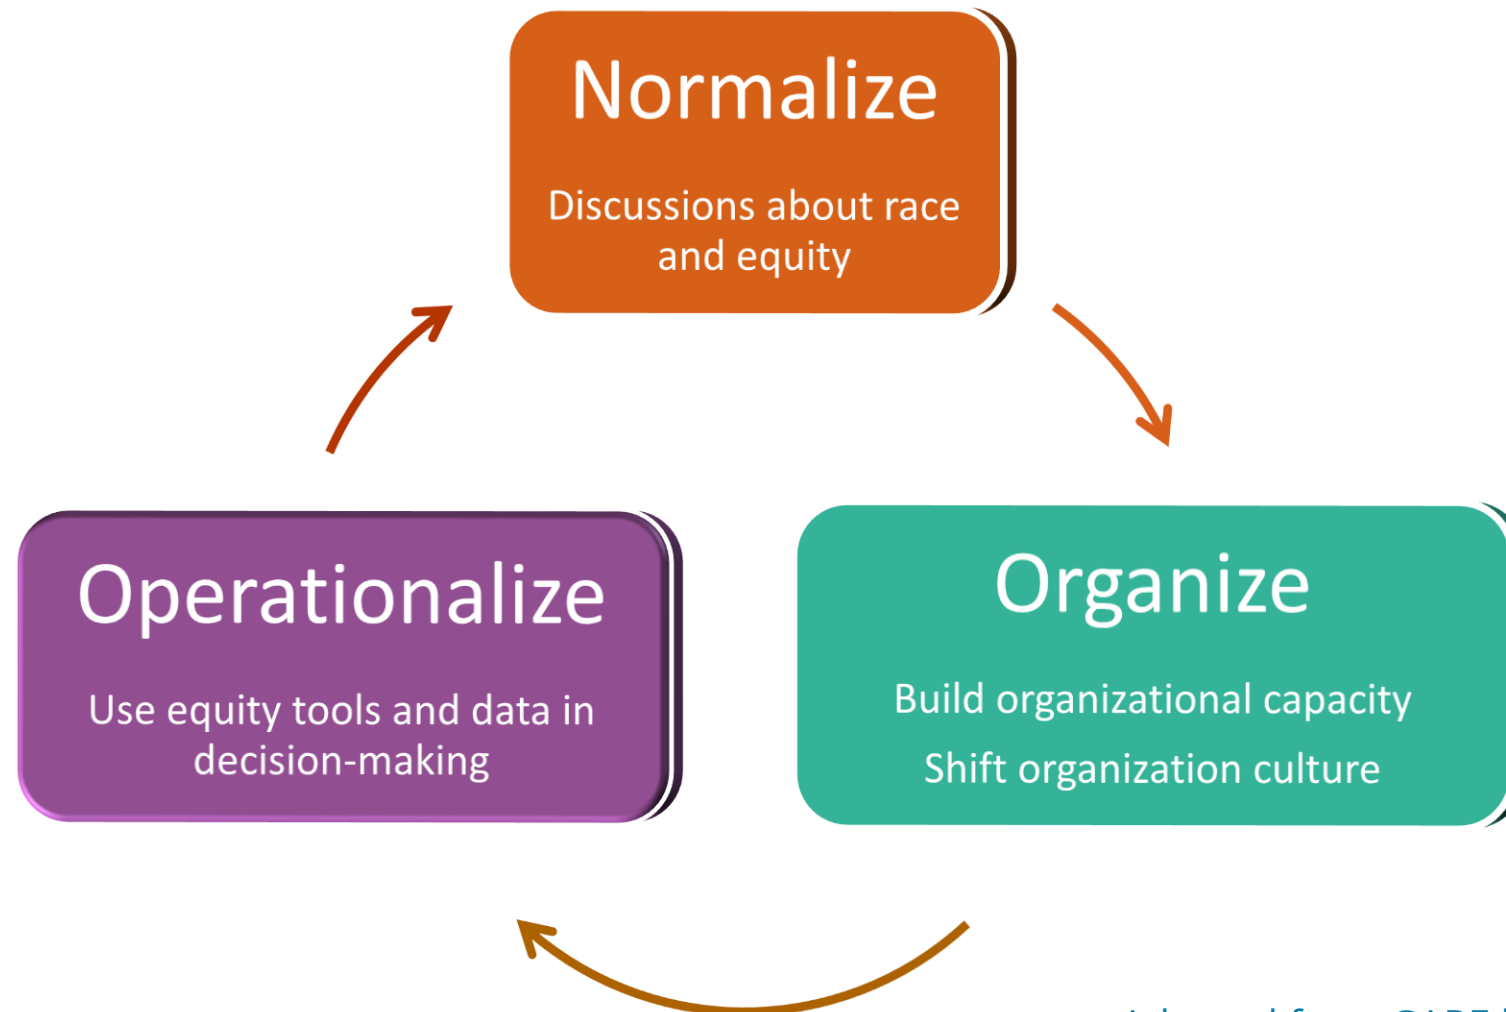 Normalize
Discussions about race
and equity
Organize
Build organizational capacity
Shift organization culture
Operationalize
Use equity tools and data in
decision-making